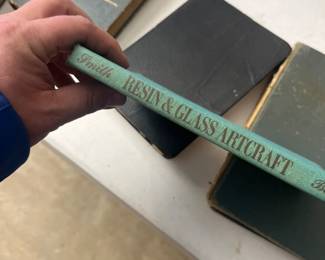 Smith RESIN & GLASS ARTCRAFT